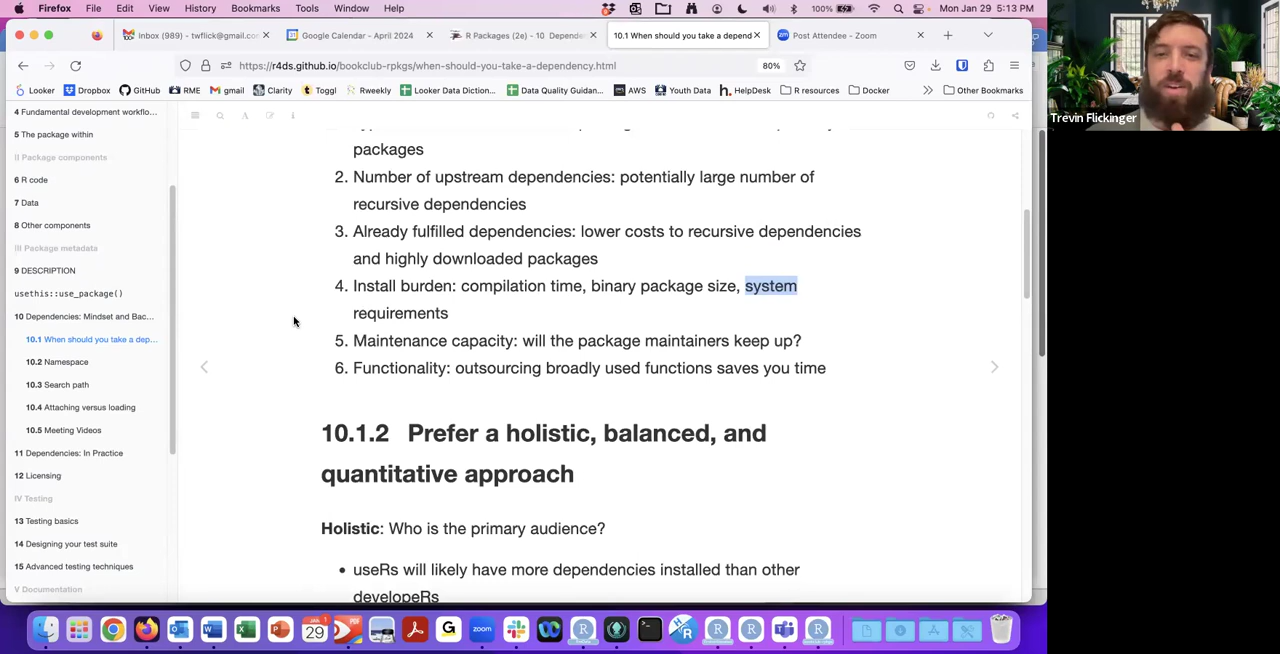 Firefox File Edit View History Bookmarks Tools Window Help 100% Mon Jan 29 5:13 PM
Inbox (989) - twflick@gmail.co Google Calendar - April 2024 R Packages (2e) - 10 Depende 10.1 When should you take a depend Post Attendee - Zoom
https://r4ds.github.io/bookclub-rpkgs/when-should-you-take-a-dependency.html 80%
Looker Dropbox GitHub RME gmail Clarity Toggl Rweekly Looker Data Diction... Data Quality Guidan... AWS Youth Data HelpDesk R resources Docker Other Bookmarks
Trevin Flickinger
4 Fundamental development workflo...
5 The package within
II Package components
6 R code
7 Data
8 Other components
III Package metadata
9 DESCRIPTION
usethis::use_package()
10 Dependencies: Mindset and Bac...
10.1 When should you take a dep...
10.2 Namespace
10.3 Search path
10.4 Attaching versus loading
10.5 Meeting Videos
11 Dependencies: In Practice
12 Licensing
IV Testing
13 Testing basics
14 Designing your test suite
15 Advanced testing techniques
V Documentation
packages
2. Number of upstream dependencies: potentially large number of
recursive dependencies
3. Already fulfilled dependencies: lower costs to recursive dependencies
and highly downloaded packages
4. Install burden: compilation time, binary package size, system
requirements
5. Maintenance capacity: will the package maintainers keep up?
6. Functionality: outsourcing broadly used functions saves you time
10.1.2 Prefer a holistic, balanced, and
quantitative approach
Holistic: Who is the primary audience?
• useRs will likely have more dependencies installed than other
developeRs